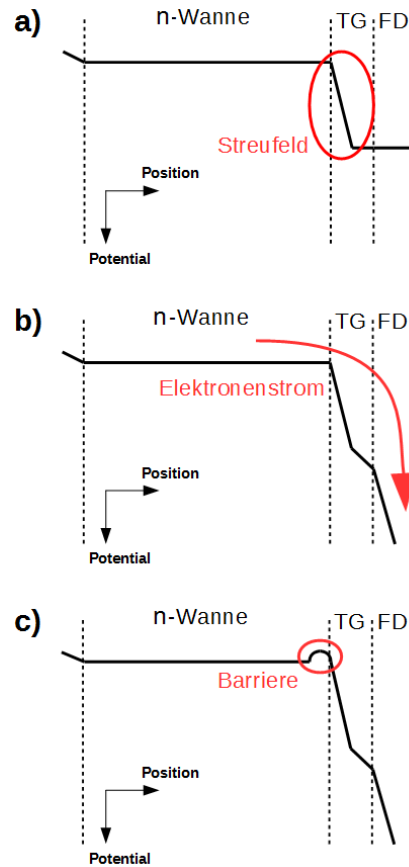 a)
n-Wanne
TG
FD
Streufeld
Position
Potential
b)
n-Wanne
TG
FD
Elektronenstrom
Position
Potential
c)
n-Wanne
TG
FD
Barriere
Position
Potential